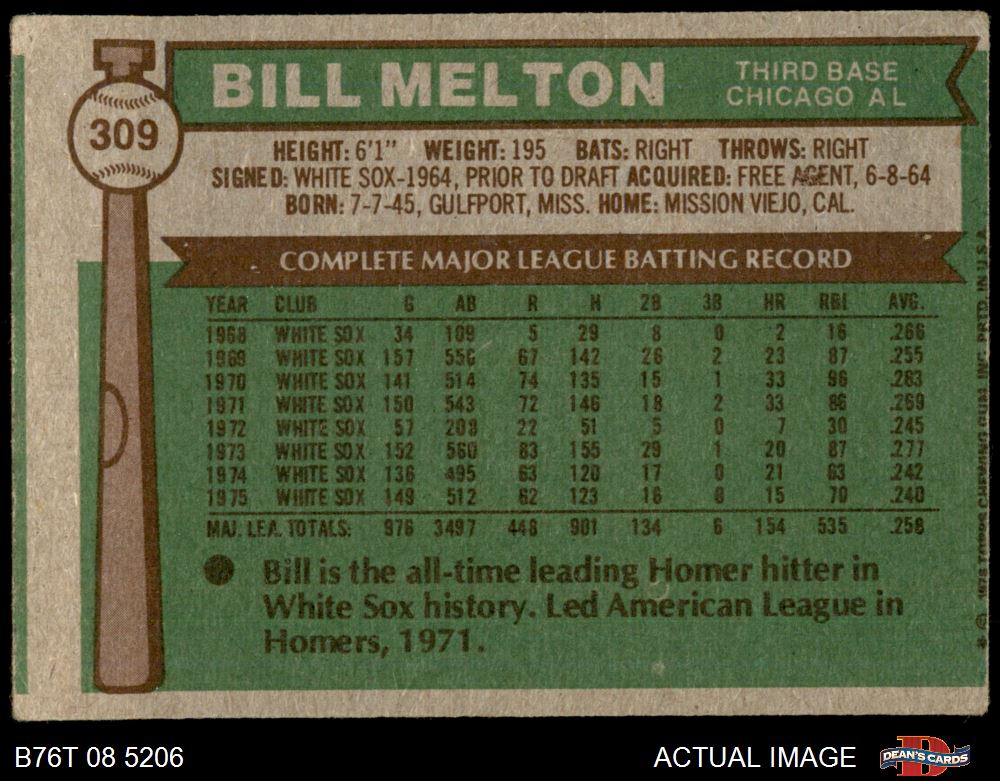 309
BILL MELTON
THIRD BASE
CHICAGO A L
HEIGHT: 6'1" WEIGHT: 195 BATS: RIGHT THROWS: RIGHT
SIGNED: WHITE SOX-1964, PRIOR TO DRAFT ACQUIRED: FREE AGENT, 6-8-64
BORN: 7-7-45, GULFPORT, MISS. HOME: MISSION VIEJO, CAL.
COMPLETE MAJOR LEAGUE BATTING RECORD
YEAR CLUB G AB R H 2B 3B HR RBI AVG.
1968 WHITE SOX 34 109 5 29 8 0 2 16 .266
1969 WHITE SOX 157 556 67 142 26 2 23 87 .255
1970 WHITE SOX 141 514 74 135 15 1 33 96 .263
1971 WHITE SOX 150 543 72 146 18 2 33 86 .269
1972 WHITE SOX 57 208 22 51 5 0 7 30 .245
1973 WHITE SOX 152 560 83 155 29 1 20 87 .277
1974 WHITE SOX 136 495 63 120 17 0 21 63 .242
1975 WHITE SOX 149 512 62 123 16 0 15 70 .240
MAJ. LEA. TOTALS: 976 3497 448 901 134 6 154 535 .258
● Bill is the all-time leading Homer hitter in
White Sox history. Led American League in
Homers, 1971.
* © 1976 TOPPS CHEWING GUM, INC. PRTD. IN U.S.A.
B76T 08 5206
ACTUAL IMAGE
DEAN'S CARDS